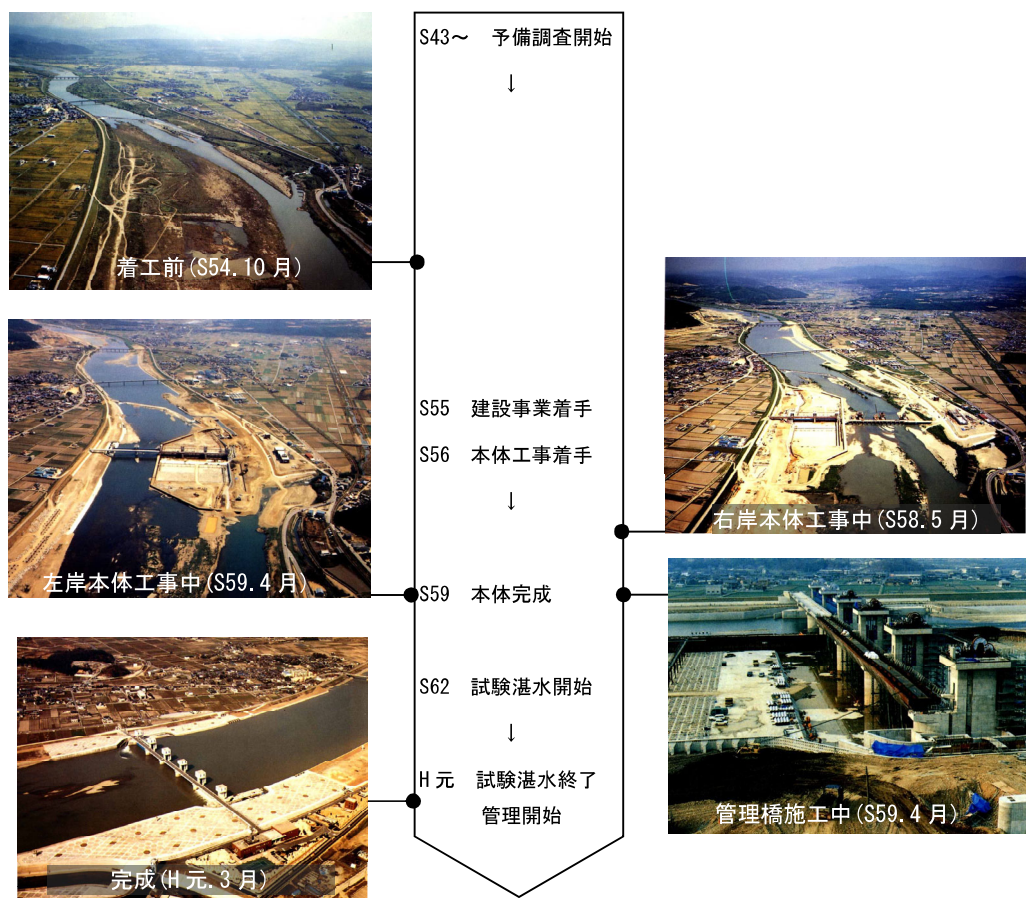 S43～　予備調査開始
↓
着工前(S54.10 月)
S55　建設事業着手
S56　本体工事着手
↓
右岸本体工事中(S58.5 月)
左岸本体工事中(S59.4 月)
S59　本体完成
S62　試験湛水開始
↓
H 元　試験湛水終了
管理開始
管理橋施工中(S59.4 月)
完成(H 元.3 月)